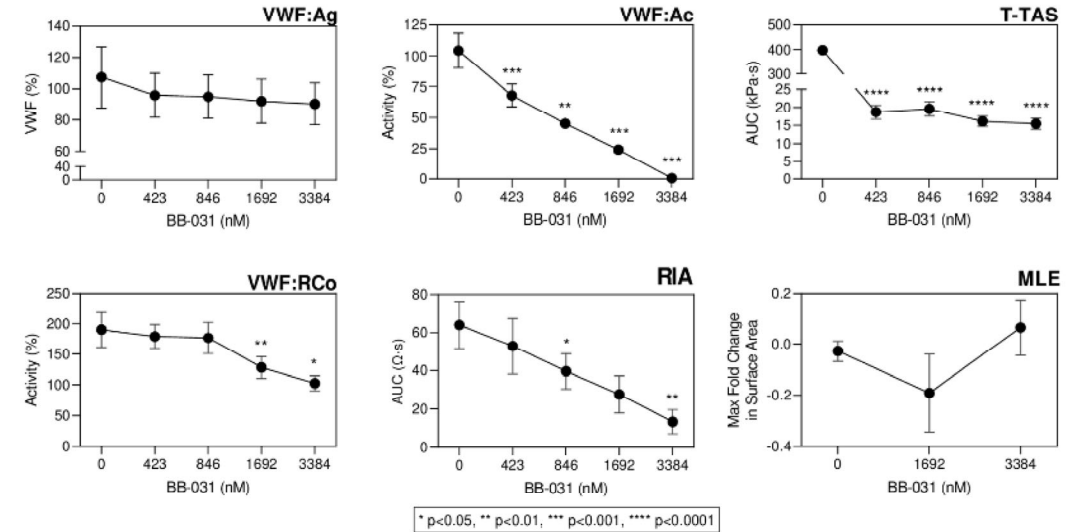 VWF:Ag
140
120
100
80
60
40
0
VWF (%)
0 423 846 1692 3384
BB-031 (nM)
VWF:Ac
125
100
75
50
25
0
Activity (%)
***
**
***
***
0 423 846 1692 3384
BB-031 (nM)
T-TAS
500
400
300
25
20
15
10
5
0
AUC (kPa·s)
****
****
****
****
0 423 846 1692 3384
BB-031 (nM)
VWF:RCo
250
200
150
100
50
0
Activity (%)
**
*
0 423 846 1692 3384
BB-031 (nM)
RIA
80
60
40
20
0
AUC (Ω·s)
*
**
0 423 846 1692 3384
BB-031 (nM)
MLE
0.2
0.0
-0.2
-0.4
Max Fold Change
in Surface Area
0 1692 3384
BB-031 (nM)
* p<0.05, ** p<0.01, *** p<0.001, **** p<0.0001